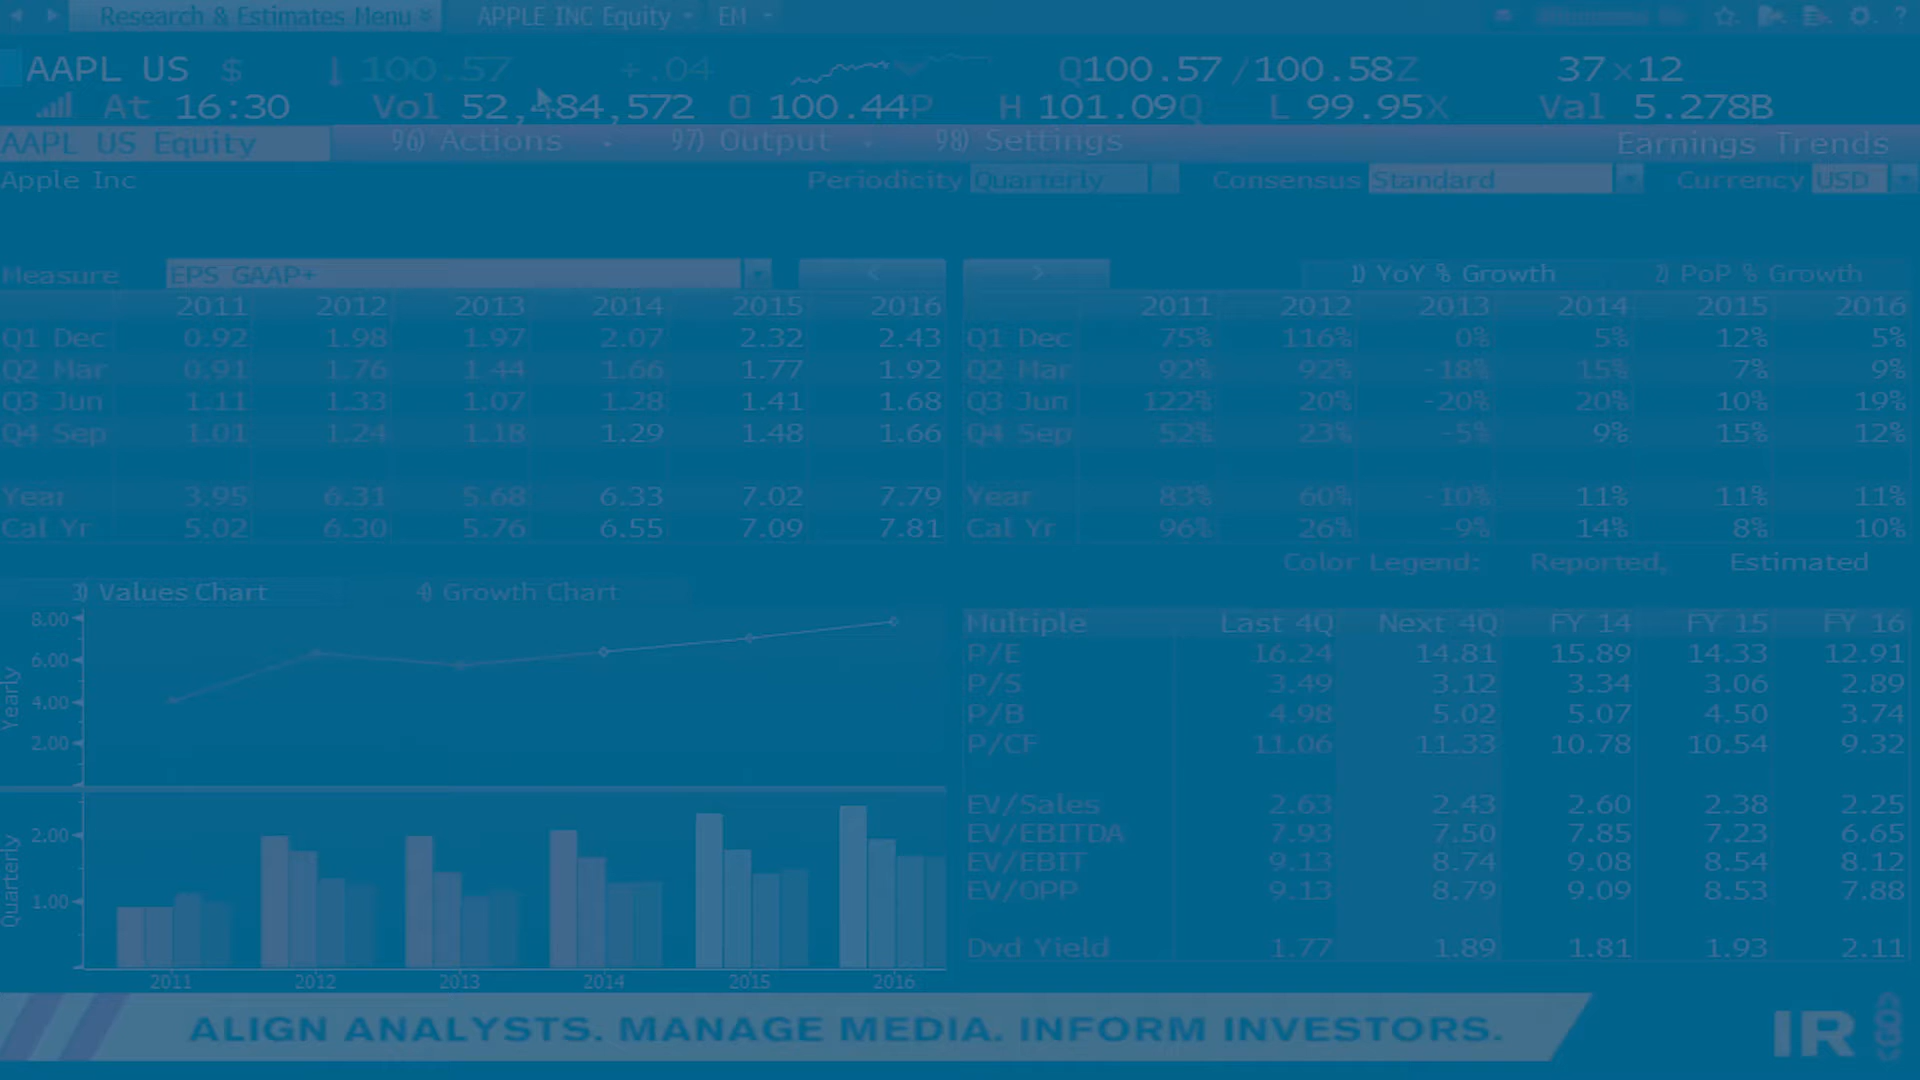 Research & Estimates Menu APPLE INC Equity EM ?
AAPL US $ 100.57 +.04 Q100.57/100.58Z 37x12
At 16:30 Vol 52,484,572 O 100.44P H 101.09Q L 99.95X Val 5.278B
AAPL US Equity 96) Actions 97) Output 98) Settings Earnings Trends
Apple Inc Periodicity Quarterly Consensus Standard Currency USD
Measure EPS GAAP+ < > 1) YoY % Growth 2) PoP % Growth
2011 2012 2013 2014 2015 2016 2011 2012 2013 2014 2015 2016
Q1 Dec 0.92 1.98 1.97 2.07 2.32 2.43 Q1 Dec 75% 116% 0% 5% 12% 5%
Q2 Mar 0.91 1.76 1.44 1.66 1.77 1.92 Q2 Mar 92% 92% -18% 15% 7% 9%
Q3 Jun 1.11 1.33 1.07 1.28 1.41 1.68 Q3 Jun 122% 20% -20% 20% 10% 19%
Q4 Sep 1.01 1.24 1.18 1.29 1.48 1.66 Q4 Sep 52% 23% -5% 9% 15% 12%
Year 3.95 6.31 5.68 6.33 7.02 7.79 Year 83% 60% -10% 11% 11% 11%
Cal Yr 5.02 6.30 5.76 6.55 7.09 7.81 Cal Yr 96% 26% -9% 14% 8% 10%
Color Legend: Reported, Estimated
3) Values Chart 4) Growth Chart
8.00
6.00
4.00
2.00
Yearly
2.00
1.00
Quarterly
2011 2012 2013 2014 2015 2016
Multiple Last 4Q Next 4Q FY 14 FY 15 FY 16
P/E 16.24 14.81 15.89 14.33 12.91
P/S 3.49 3.12 3.34 3.06 2.89
P/B 4.98 5.02 5.07 4.50 3.74
P/CF 11.06 11.33 10.78 10.54 9.32
EV/Sales 2.63 2.43 2.60 2.38 2.25
EV/EBITDA 7.93 7.50 7.85 7.23 6.65
EV/EBIT 9.13 8.74 9.08 8.54 8.12
EV/OPP 9.13 8.79 9.09 8.53 7.88
Dvd Yield 1.77 1.89 1.81 1.93 2.11
ALIGN ANALYSTS. MANAGE MEDIA. INFORM INVESTORS.
IR